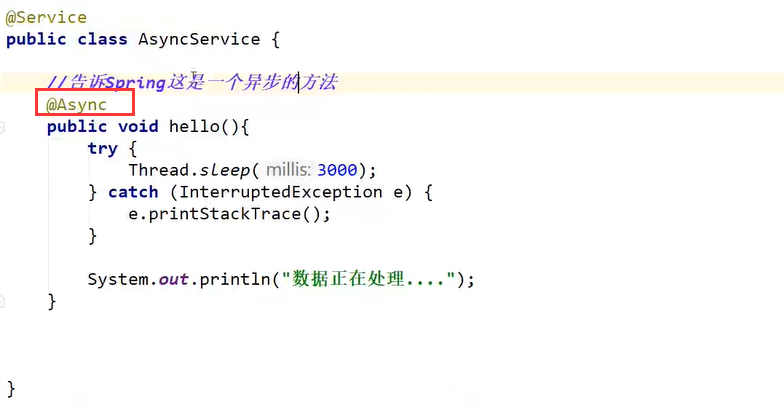 @Service
public class AsyncService {
//告诉Spring这是一个异步的方法
@Async
public void hello(){
try {
Thread.sleep( millis: 3000);
} catch (InterruptedException e) {
e.printStackTrace();
}
System.out.println("数据正在处理....");
}
}